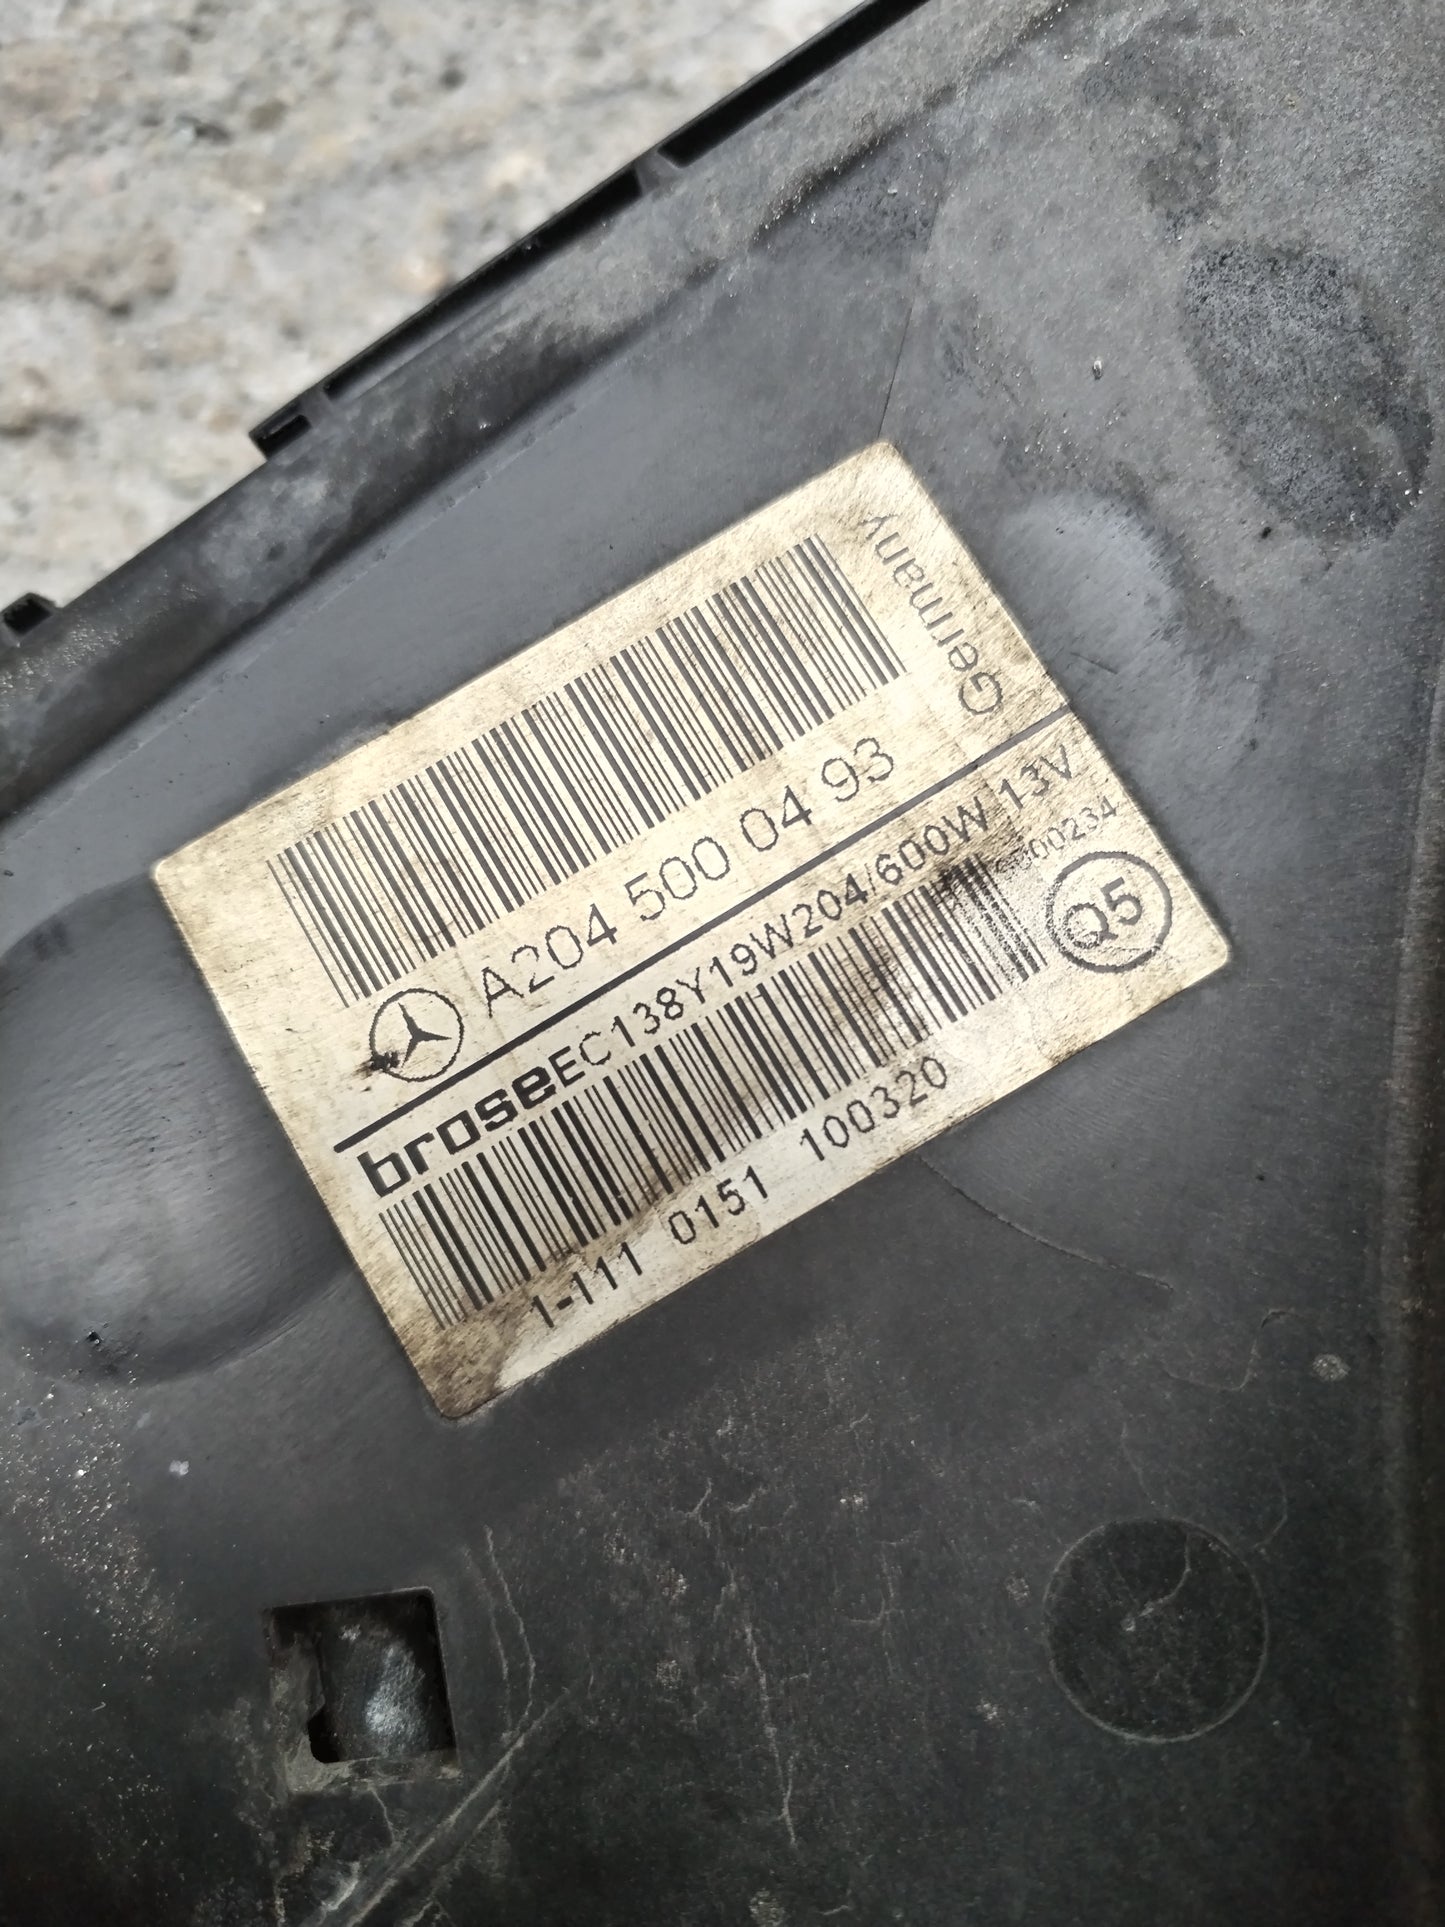 Germany
A204 500 04 93
broseEC138Y19W204/600W 13V
Q5
1-111 0151 100320